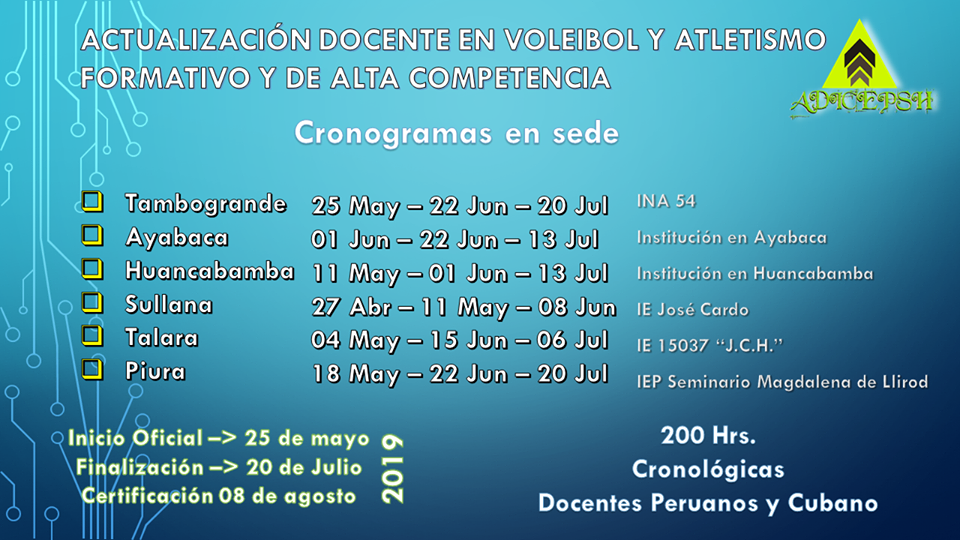 ACTUALIZACIÓN DOCENTE EN VOLEIBOL Y ATLETISMO
FORMATIVO Y DE ALTA COMPETENCIA
ADICEPSH
Cronogramas en sede
Tambogrande 25 May – 22 Jun – 20 Jul INA 54
Ayabaca 01 Jun – 22 Jun – 13 Jul Institución en Ayabaca
Huancabamba 11 May – 01 Jun – 13 Jul Institución en Huancabamba
Sullana 27 Abr – 11 May – 08 Jun IE José Cardo
Talara 04 May – 15 Jun – 06 Jul IE 15037 “J.C.H.”
Piura 18 May – 22 Jun – 20 Jul IEP Seminario Magdalena de Llirod
Inicio Oficial –> 25 de mayo
Finalización –> 20 de Julio
Certificación 08 de agosto
2019
200 Hrs.
Cronológicas
Docentes Peruanos y Cubano